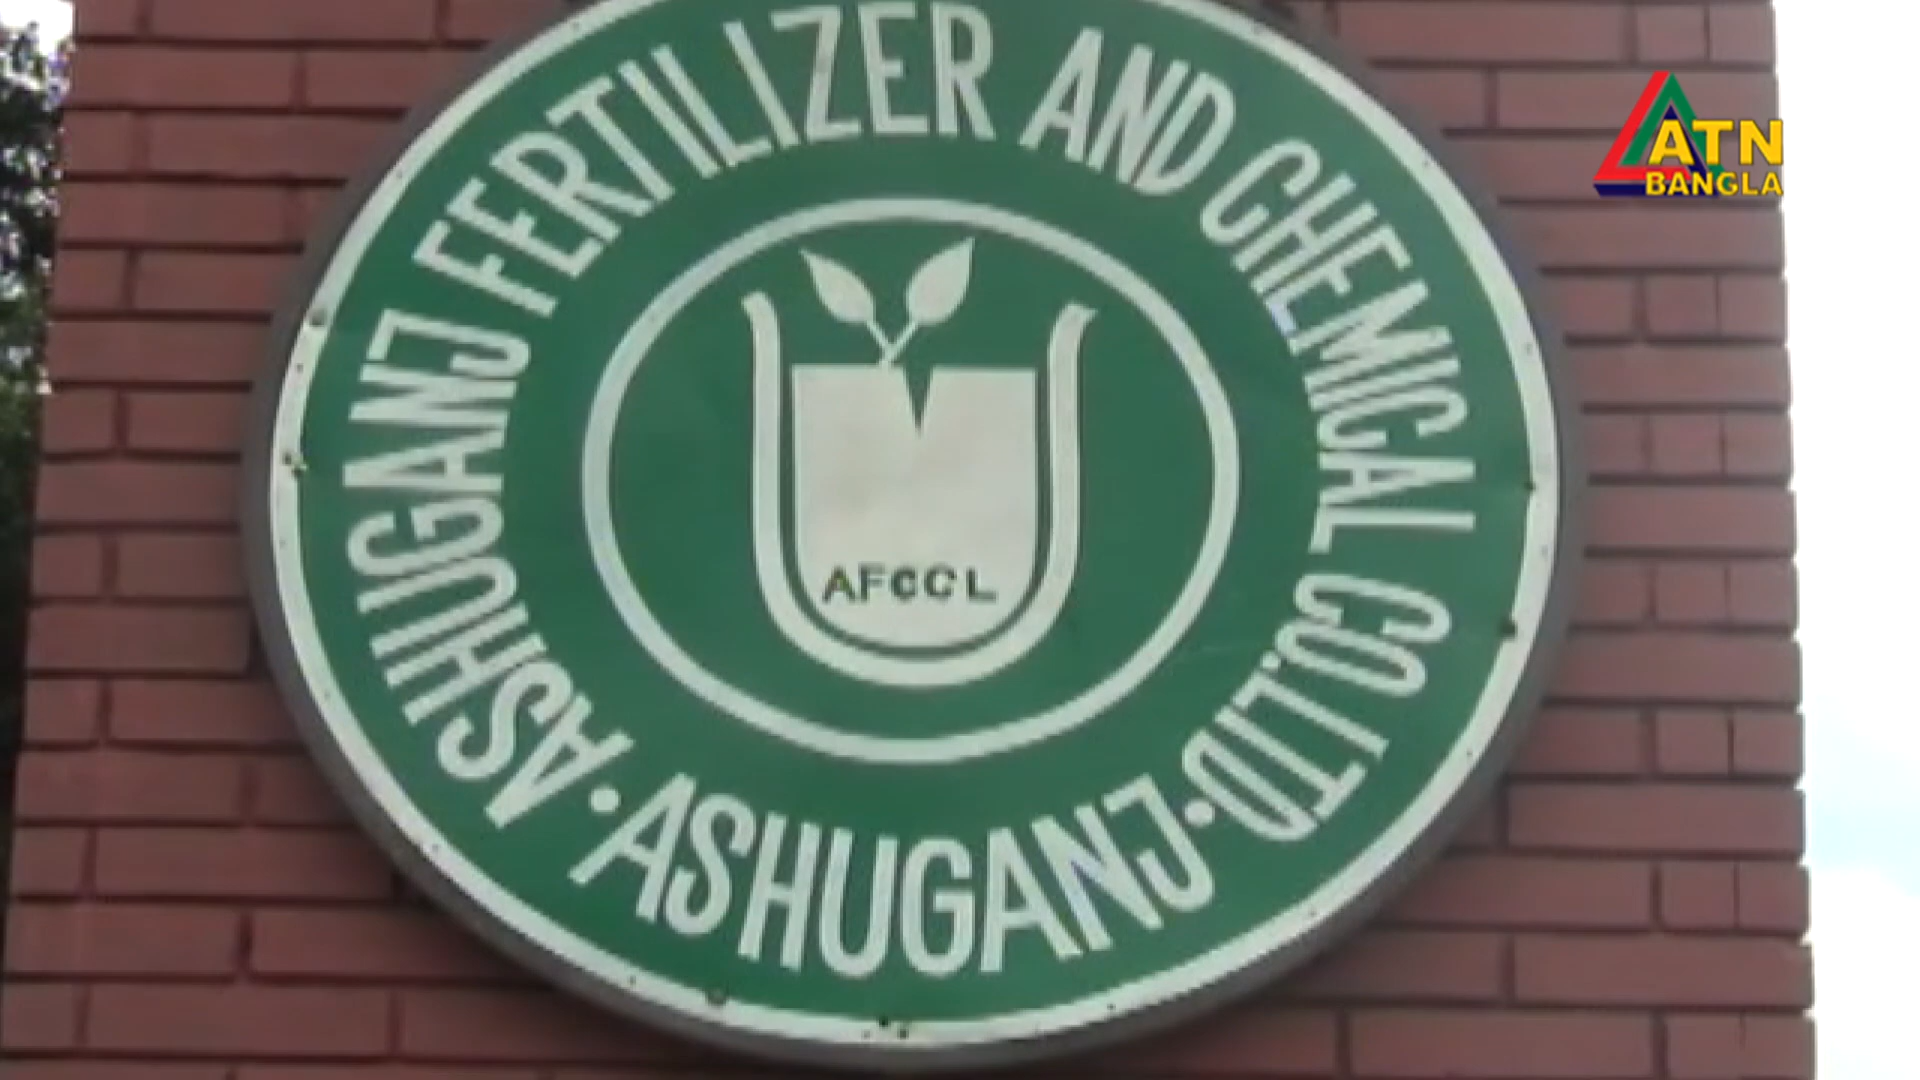 ASHUGANJ FERTILIZER AND CHEMICAL CO.LTD
• ASHUGANJ •
AFCCL
ATN
BANGLA